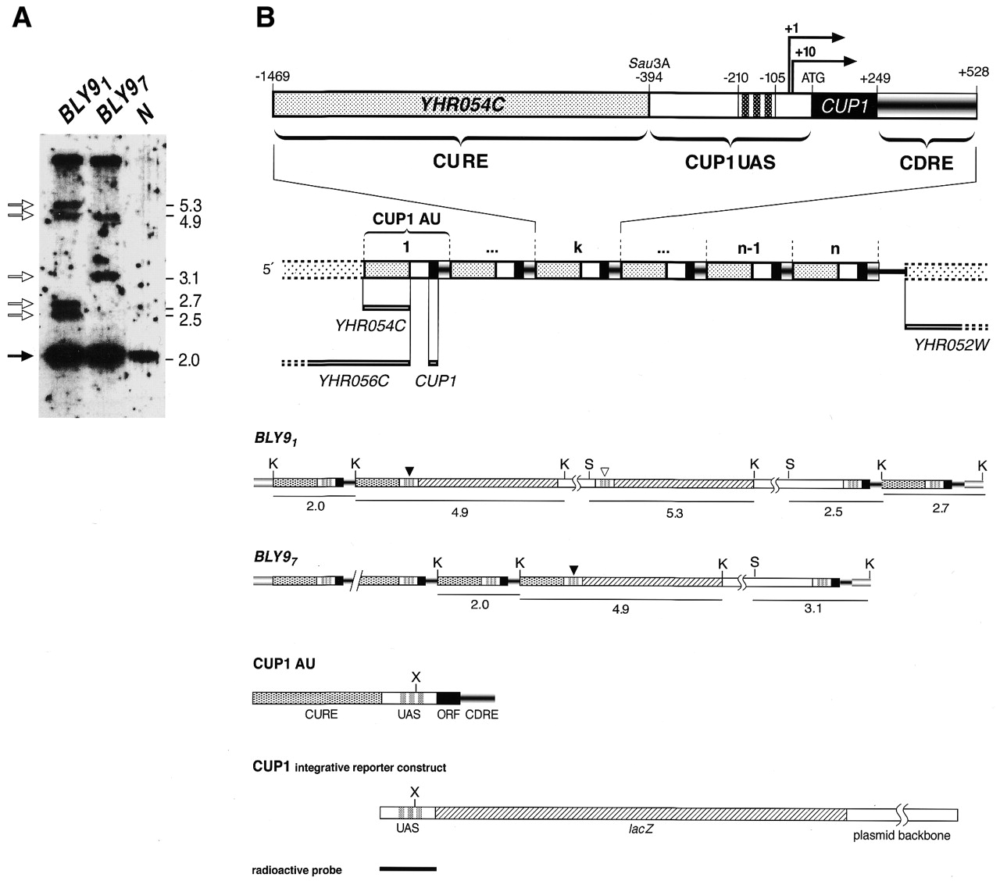 A
B
BLY9₁
BLY9₇
N
5.3
4.9
3.1
2.7
2.5
2.0
+1
+10
Sau3A
-1469
-394
-210
-105
ATG
+249
+528
YHR054C
CUP1
CURE
CUP1UAS
CDRE
CUP1 AU
1
...
k
...
n-1
n
5´
YHR054C
YHR052W
YHR056C
CUP1
BLY9₁
K
K
K
S
K
S
K
K
2.0
4.9
5.3
2.5
2.7
BLY9₇
K
K
K
S
K
2.0
4.9
3.1
CUP1 AU
X
CURE
UAS
ORF
CDRE
CUP1 integrative reporter construct
X
UAS
lacZ
plasmid backbone
radioactive probe